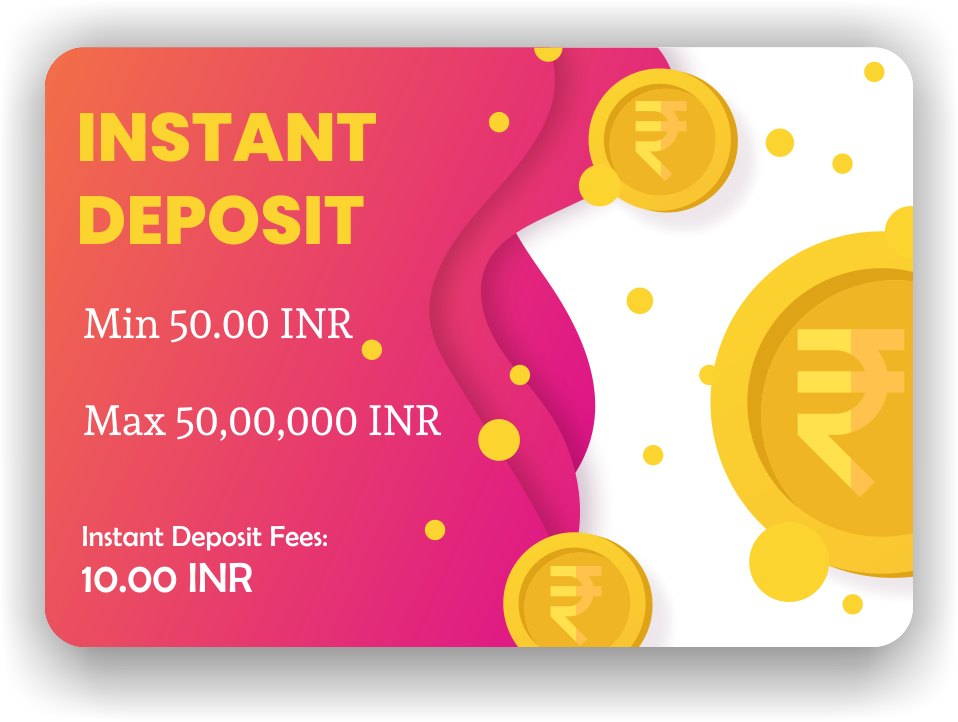 INSTANT
DEPOSIT
Min 50.00 INR
Max 50,00,000 INR
Instant Deposit Fees:
10.00 INR
₹
₹
₹